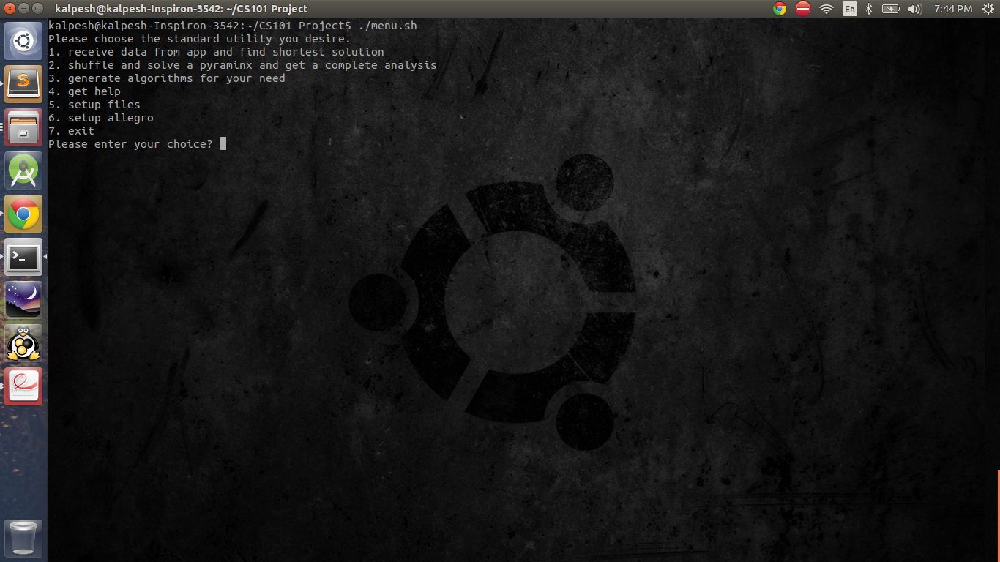 kalpesh@kalpesh-Inspiron-3542: ~/CS101 Project
En
7:44 PM
kalpesh@kalpesh-Inspiron-3542:~/CS101 Project$ ./menu.sh
Please choose the standard utility you desire.
1. receive data from app and find shortest solution
2. shuffle and solve a pyraminx and get a complete analysis
3. generate algorithms for your need
4. get help
5. setup files
6. setup allegro
7. exit
Please enter your choice?